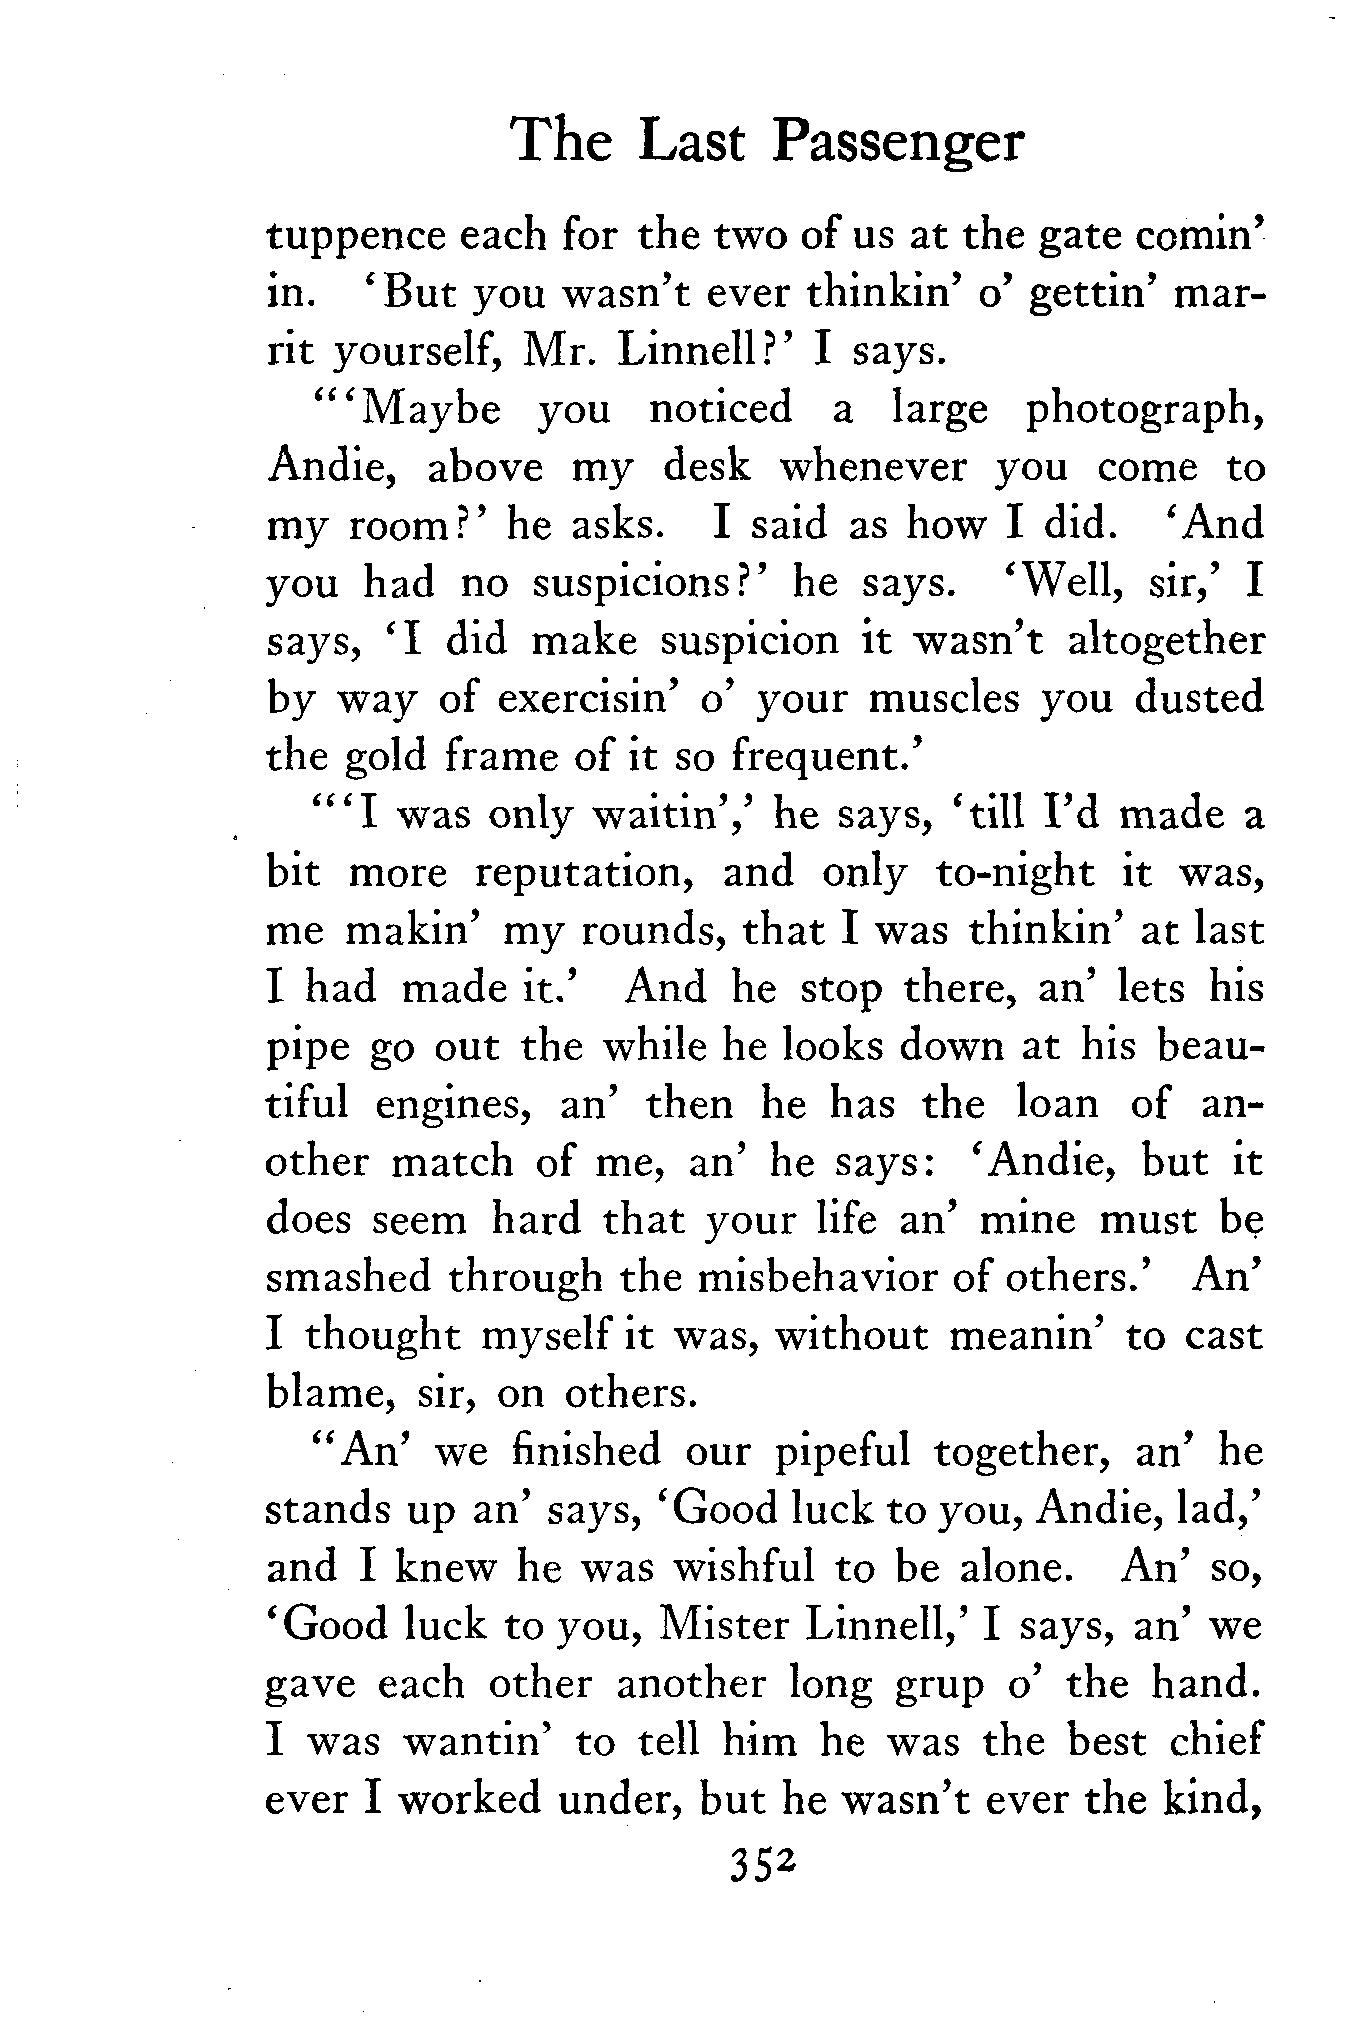 The Last Passenger
tuppence each for the two of us at the gate comin’
in. ‘But you wasn’t ever thinkin’ o’ gettin’ mar-
rit yourself, Mr. Linnell?’ I says.
“‘Maybe you noticed a large photograph,
Andie, above my desk whenever you come to
my room?’ he asks. I said as how I did. ‘And
you had no suspicions?’ he says. ‘Well, sir,’ I
says, ‘I did make suspicion it wasn’t altogether
by way of exercisin’ o’ your muscles you dusted
the gold frame of it so frequent.’
“‘I was only waitin’,’ he says, ‘till I’d made a
bit more reputation, and only to-night it was,
me makin’ my rounds, that I was thinkin’ at last
I had made it.’ And he stop there, an’ lets his
pipe go out the while he looks down at his beau-
tiful engines, an’ then he has the loan of an-
other match of me, an’ he says: ‘Andie, but it
does seem hard that your life an’ mine must be
smashed through the misbehavior of others.’ An’
I thought myself it was, without meanin’ to cast
blame, sir, on others.
“An’ we finished our pipeful together, an’ he
stands up an’ says, ‘Good luck to you, Andie, lad,’
and I knew he was wishful to be alone. An’ so,
‘Good luck to you, Mister Linnell,’ I says, an’ we
gave each other another long grup o’ the hand.
I was wantin’ to tell him he was the best chief
ever I worked under, but he wasn’t ever the kind,
352